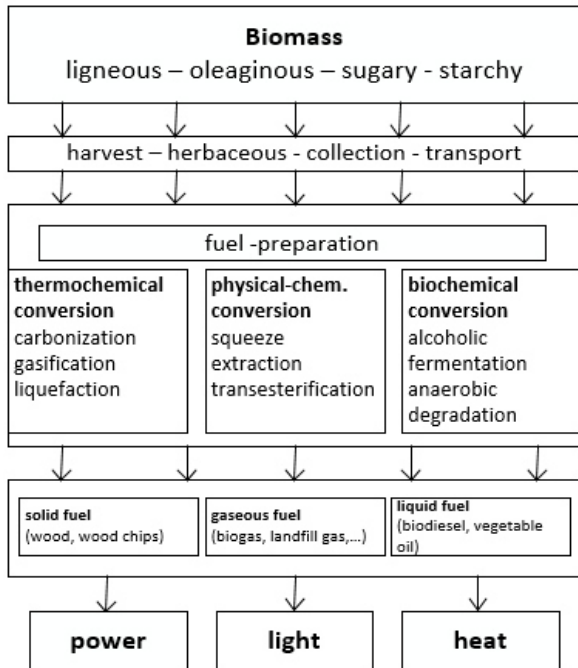 Biomass
ligneous – oleaginous – sugary - starchy
harvest – herbaceous - collection - transport
fuel -preparation
thermochemical
conversion
carbonization
gasification
liquefaction
physical-chem.
conversion
squeeze
extraction
transesterification
biochemical
conversion
alcoholic
fermentation
anaerobic
degradation
solid fuel
(wood, wood chips)
gaseous fuel
(biogas, landfill gas,...)
liquid fuel
(biodiesel, vegetable
oil)
power
light
heat